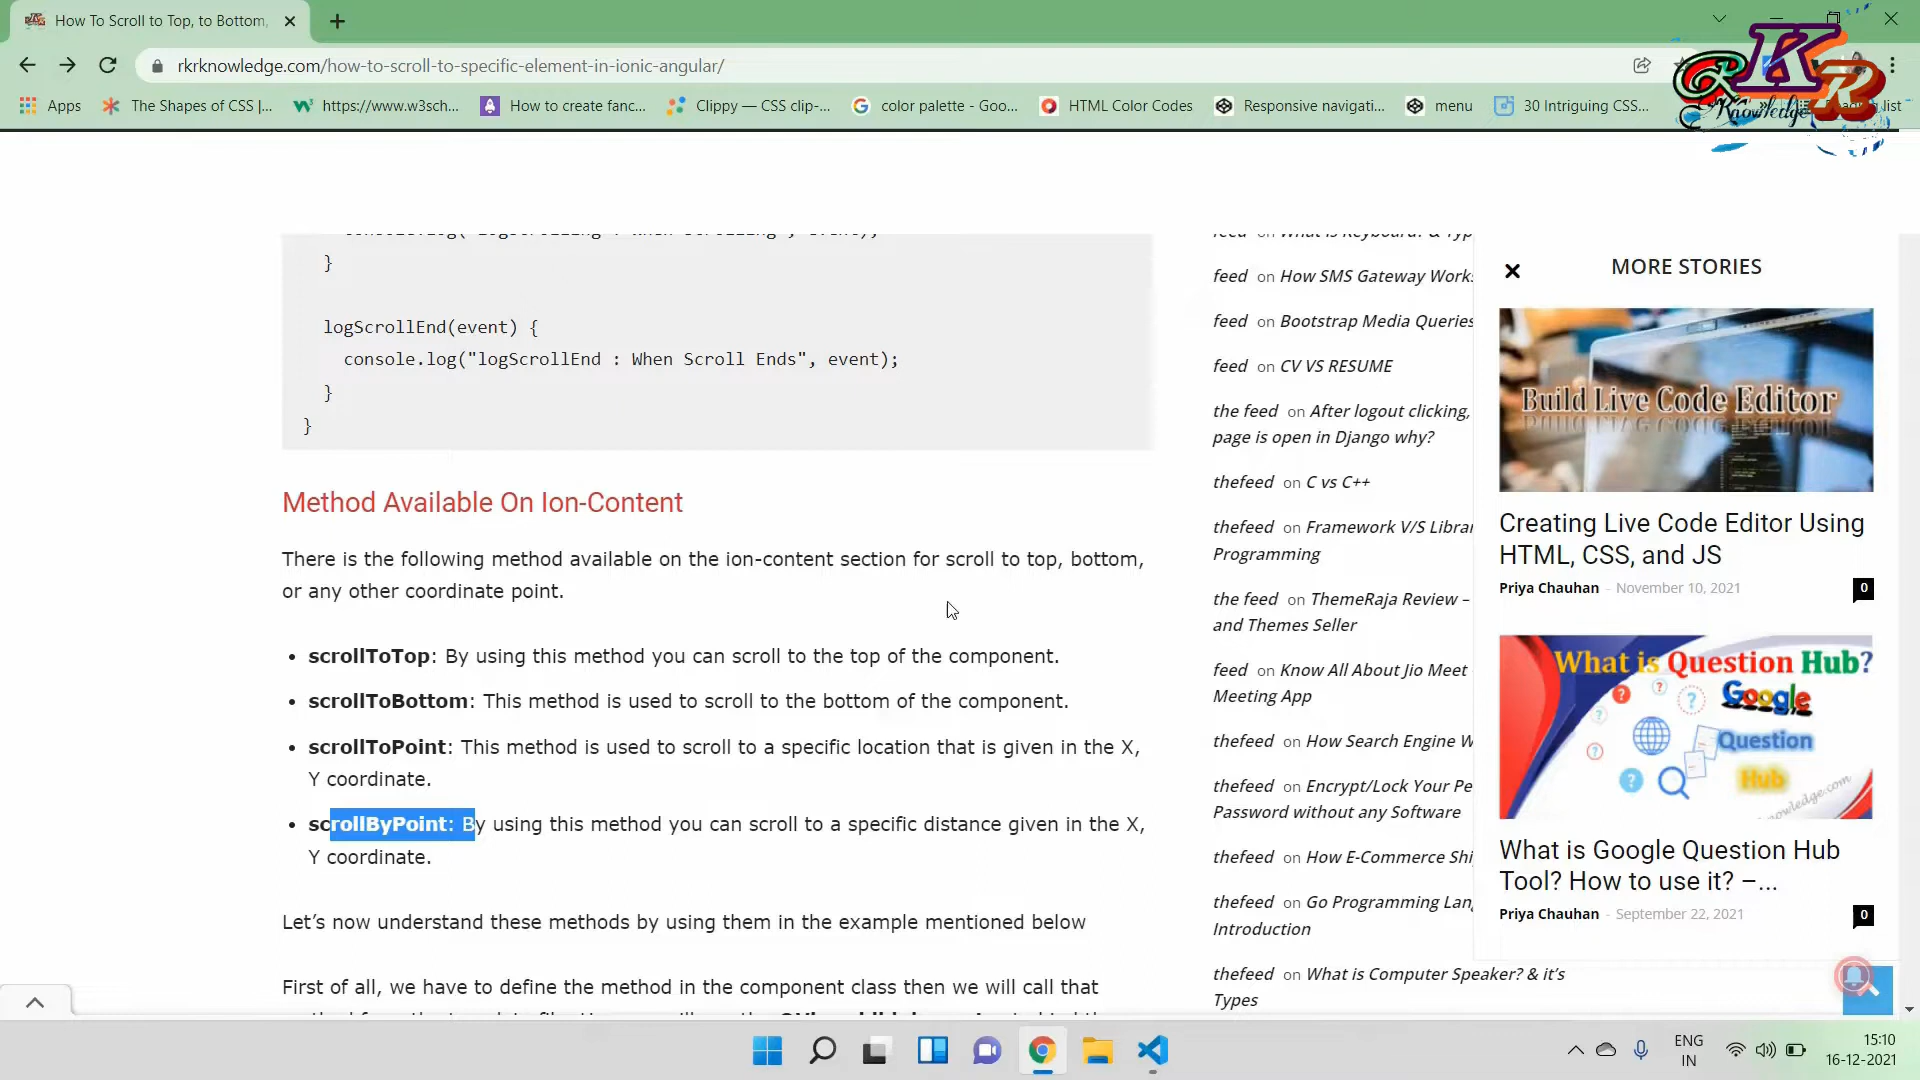 How To Scroll to Top, to Bottom,
rkrknowledge.com/how-to-scroll-to-specific-element-in-ionic-angular/
Apps
The Shapes of CSS |...
https://www.w3sch...
How to create fanc...
Clippy — CSS clip-...
color palette - Goo...
HTML Color Codes
Responsive navigati...
menu
30 Intriguing CSS...
KR
Knowledge
}
logScrollEnd(event) {
console.log("logScrollEnd : When Scroll Ends", event);
}
}
Method Available On Ion-Content
There is the following method available on the ion-content section for scroll to top, bottom,
or any other coordinate point.
• scrollToTop: By using this method you can scroll to the top of the component.
• scrollToBottom: This method is used to scroll to the bottom of the component.
• scrollToPoint: This method is used to scroll to a specific location that is given in the X,
Y coordinate.
• scrollByPoint: By using this method you can scroll to a specific distance given in the X,
Y coordinate.
Let’s now understand these methods by using them in the example mentioned below
First of all, we have to define the method in the component class then we will call that
feed on What is Keyboard? & Typ
feed on How SMS Gateway Works
feed on Bootstrap Media Queries
feed on CV VS RESUME
the feed on After logout clicking,
page is open in Django why?
thefeed on C vs C++
thefeed on Framework V/S Librar
Programming
the feed on ThemeRaja Review –
and Themes Seller
feed on Know All About Jio Meet
Meeting App
thefeed on How Search Engine W
thefeed on Encrypt/Lock Your Pe
Password without any Software
thefeed on How E-Commerce Shi
thefeed on Go Programming Lan
Introduction
thefeed on What is Computer Speaker? & it’s
Types
MORE STORIES
Build Live Code Editor
Creating Live Code Editor Using
HTML, CSS, and JS
Priya Chauhan - November 10, 2021
0
What is Question Hub?
Google
Question
Hub
What is Google Question Hub
Tool? How to use it? –...
Priya Chauhan - September 22, 2021
0
ENG
IN
15:10
16-12-2021